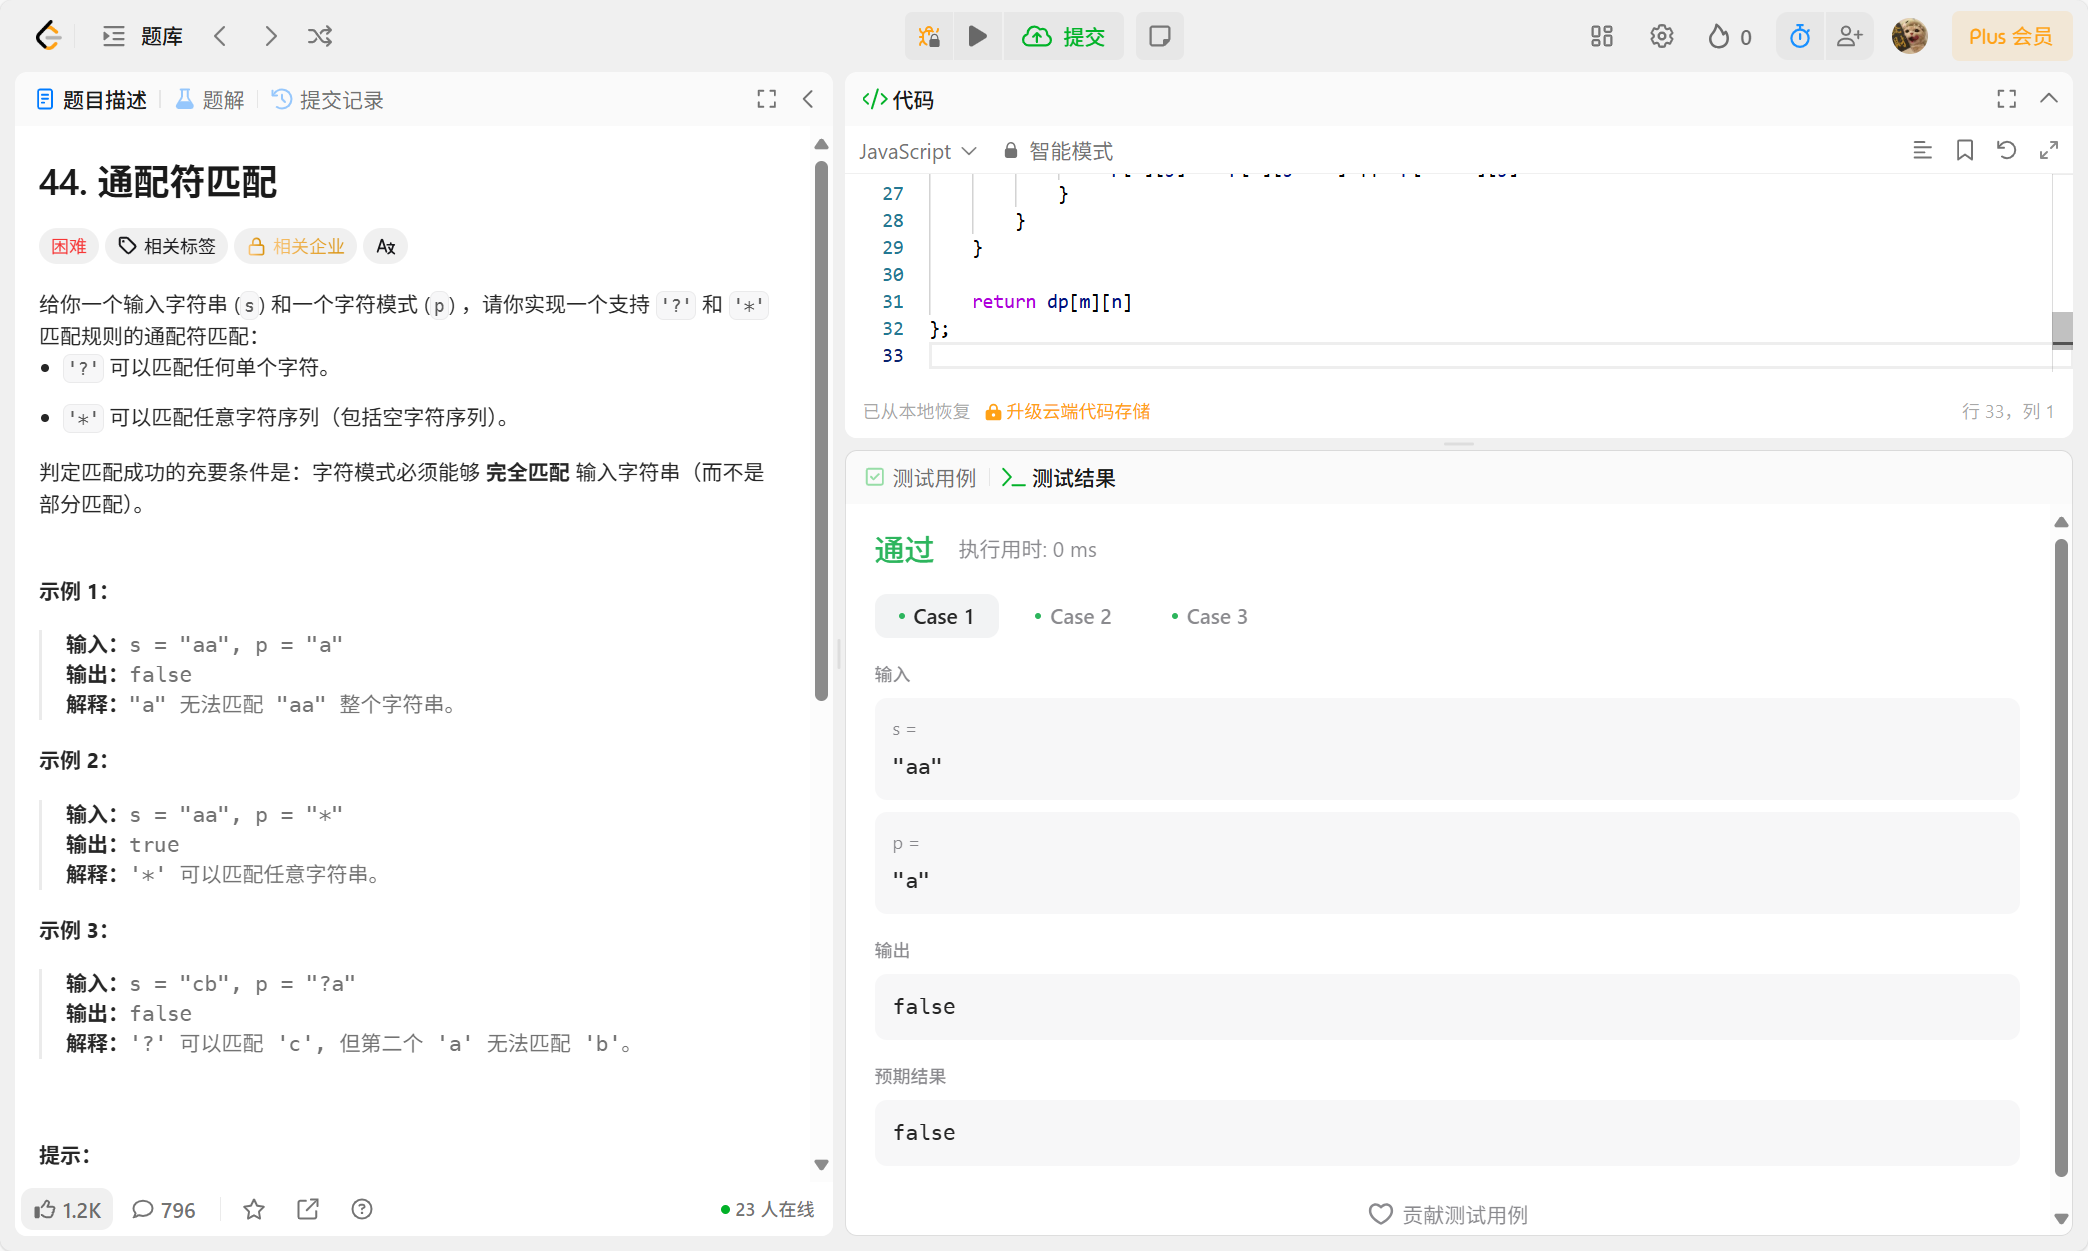 题库
提交
0
Plus 会员
题目描述
题解
提交记录
44. 通配符匹配
困难
相关标签
相关企业
给你一个输入字符串 (s) 和一个字符模式 (p) ，请你实现一个支持 '?' 和 '*'
匹配规则的通配符匹配：
• '?' 可以匹配任何单个字符。
• '*' 可以匹配任意字符序列（包括空字符序列）。
判定匹配成功的充要条件是：字符模式必须能够 完全匹配 输入字符串（而不是
部分匹配）。
示例 1：
输入：s = "aa", p = "a"
输出：false
解释："a" 无法匹配 "aa" 整个字符串。
示例 2：
输入：s = "aa", p = "*"
输出：true
解释：'*' 可以匹配任意字符串。
示例 3：
输入：s = "cb", p = "?a"
输出：false
解释：'?' 可以匹配 'c', 但第二个 'a' 无法匹配 'b'。
提示：
1.2K
796
23 人在线
</> 代码
JavaScript
智能模式
27 }
28 }
29 }
30
31 return dp[m][n]
32 };
33
已从本地恢复
升级云端代码存储
行 33，列 1
测试用例
测试结果
通过
执行用时: 0 ms
• Case 1
• Case 2
• Case 3
输入
s =
"aa"
p =
"a"
输出
false
预期结果
false
贡献测试用例